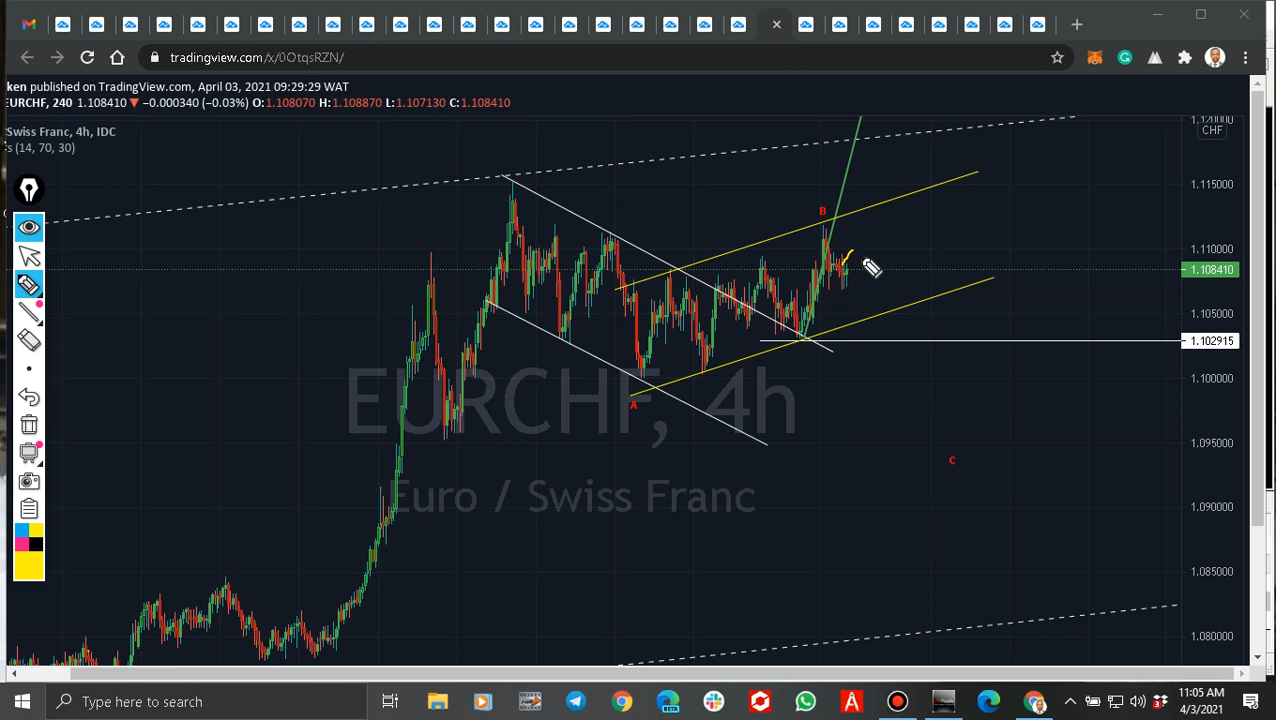 tradingview.com/x/0OtqsRZN/
ken published on TradingView.com, April 03, 2021 09:29:29 WAT
EURCHF, 240 1.108410 ▼ −0.000340 (−0.03%) O:1.108070 H:1.108870 L:1.107130 C:1.108410
Swiss Franc, 4h, IDC
s (14, 70, 30)
1.120000
CHF
1.115000
B
1.110000
1.108410
1.105000
1.102915
1.100000
EURCHF, 4h
A
1.095000
C
Euro / Swiss Franc
1.090000
1.085000
1.080000
Type here to search
11:05 AM
4/3/2021